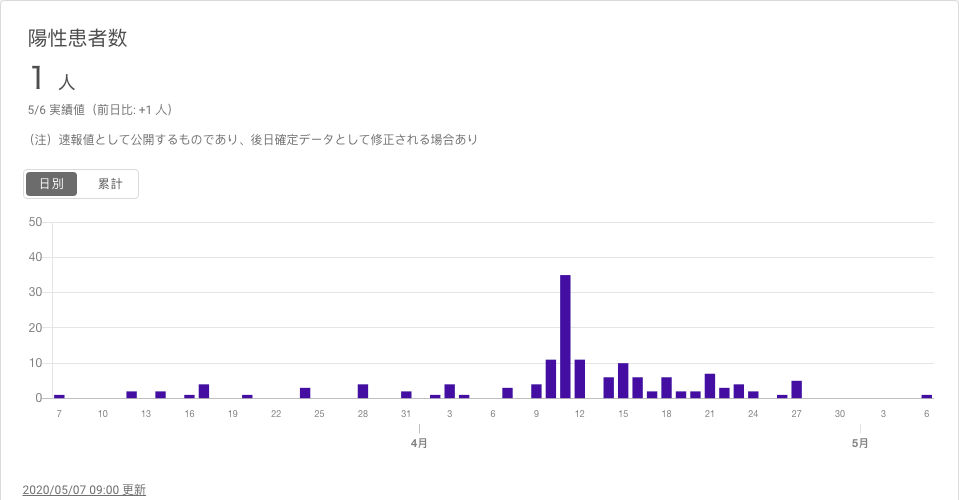 陽性患者数
1 人
5/6 実績値（前日比: +1 人）
（注）速報値として公開するものであり、後日確定データとして修正される場合あり
日別 累計
50
40
30
20
10
0
7 10 13 16 19 22 25 28 31 3 6 9 12 15 18 21 24 27 30 3 6
4月 5月
2020/05/07 09:00 更新